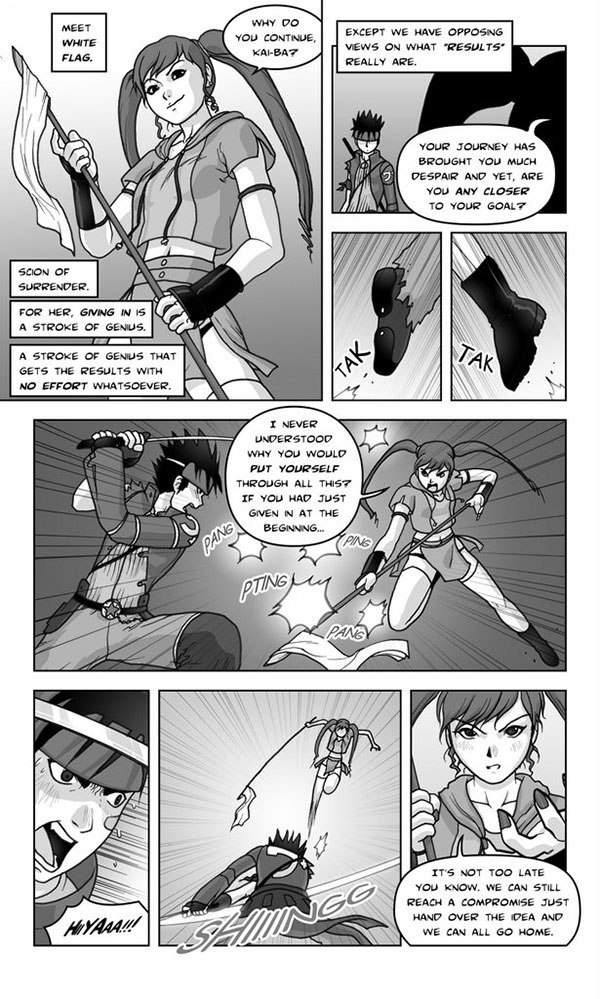 MEET
WHITE
FLAG.
WHY DO
YOU CONTINUE,
KAI-BA?
SCION OF
SURRENDER.
FOR HER, GIVING IN IS
A STROKE OF GENIUS.
A STROKE OF GENIUS THAT
GETS THE RESULTS WITH
NO EFFORT WHATSOEVER.
EXCEPT WE HAVE OPPOSING
VIEWS ON WHAT "RESULTS"
REALLY ARE.
YOUR JOURNEY HAS
BROUGHT YOU MUCH
DESPAIR AND YET, ARE
YOU ANY CLOSER
TO YOUR GOAL?
TAK
TAK
I NEVER
UNDERSTOOD
WHY YOU WOULD
PUT YOURSELF
THROUGH ALL THIS?
IF YOU HAD JUST
GIVEN IN AT THE
BEGINNING...
PANG
PING
PTING
PANG
HIIYAAA!!!
SHIIIINGG
IT'S NOT TOO LATE
YOU KNOW. WE CAN STILL
REACH A COMPROMISE JUST
HAND OVER THE IDEA AND
WE CAN ALL GO HOME.